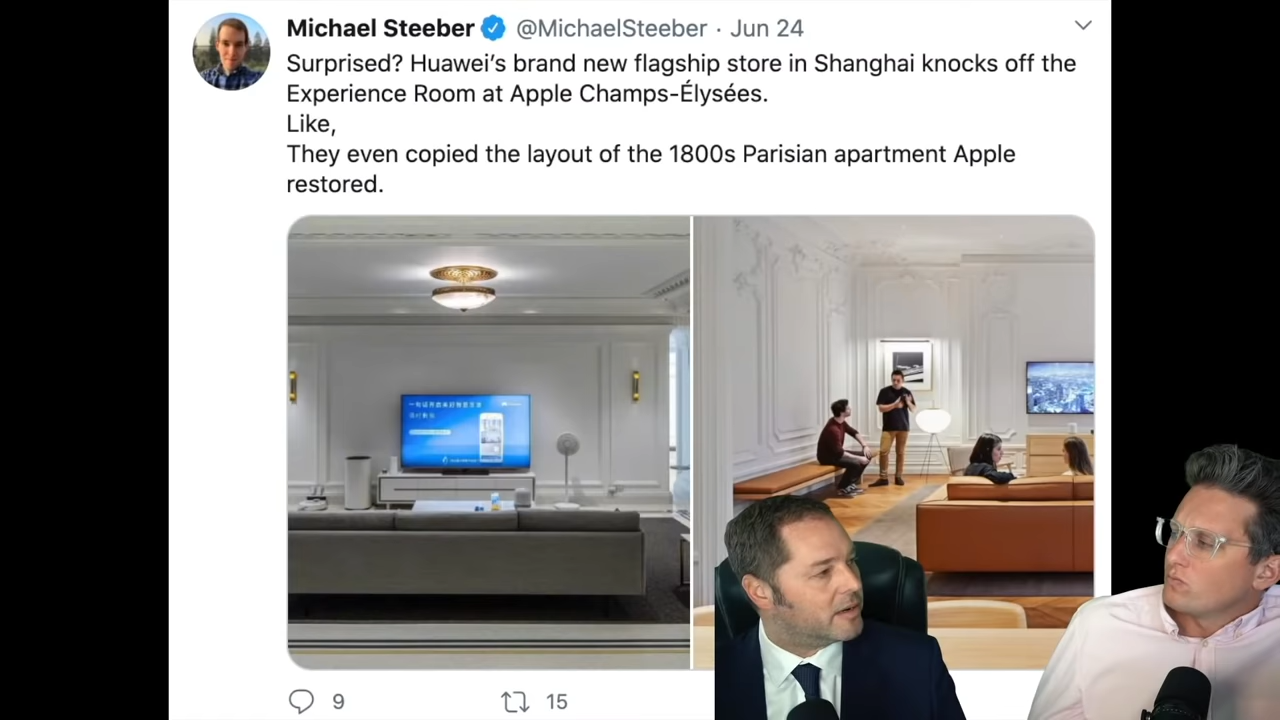 Michael Steeber @MichaelSteeber · Jun 24
Surprised? Huawei’s brand new flagship store in Shanghai knocks off the
Experience Room at Apple Champs-Élysées.
Like,
They even copied the layout of the 1800s Parisian apartment Apple
restored.
9 15